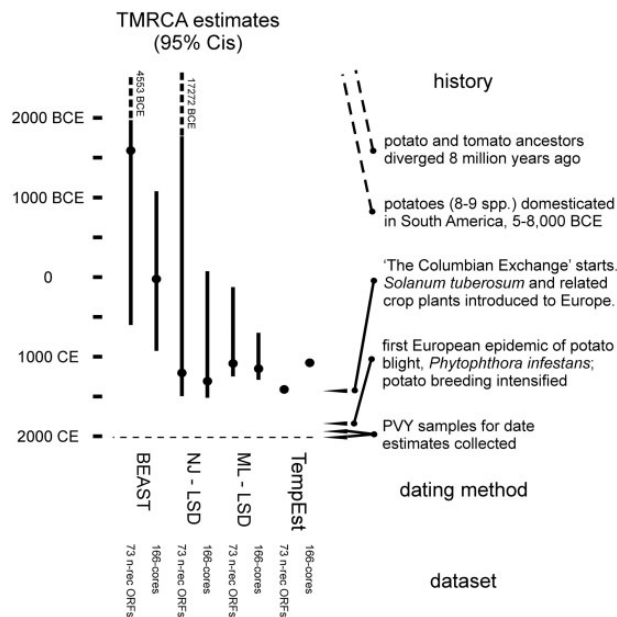 TMRCA estimates
(95% Cis)
4553 BCE
17272 BCE
history
2000 BCE
1000 BCE
0
1000 CE
2000 CE
potato and tomato ancestors
diverged 8 million years ago
potatoes (8-9 spp.) domesticated
in South America, 5-8,000 BCE
‘The Columbian Exchange’ starts.
Solanum tuberosum and related
crop plants introduced to Europe.
first European epidemic of potato
blight, Phytophthora infestans;
potato breeding intensified
PVY samples for date
estimates collected
BEAST
NJ - LSD
ML - LSD
TempEst
dating method
73 n-rec ORFs
166-cores
73 n-rec ORFs
166-cores
73 n-rec ORFs
166-cores
73 n-rec ORFs
166-cores
dataset